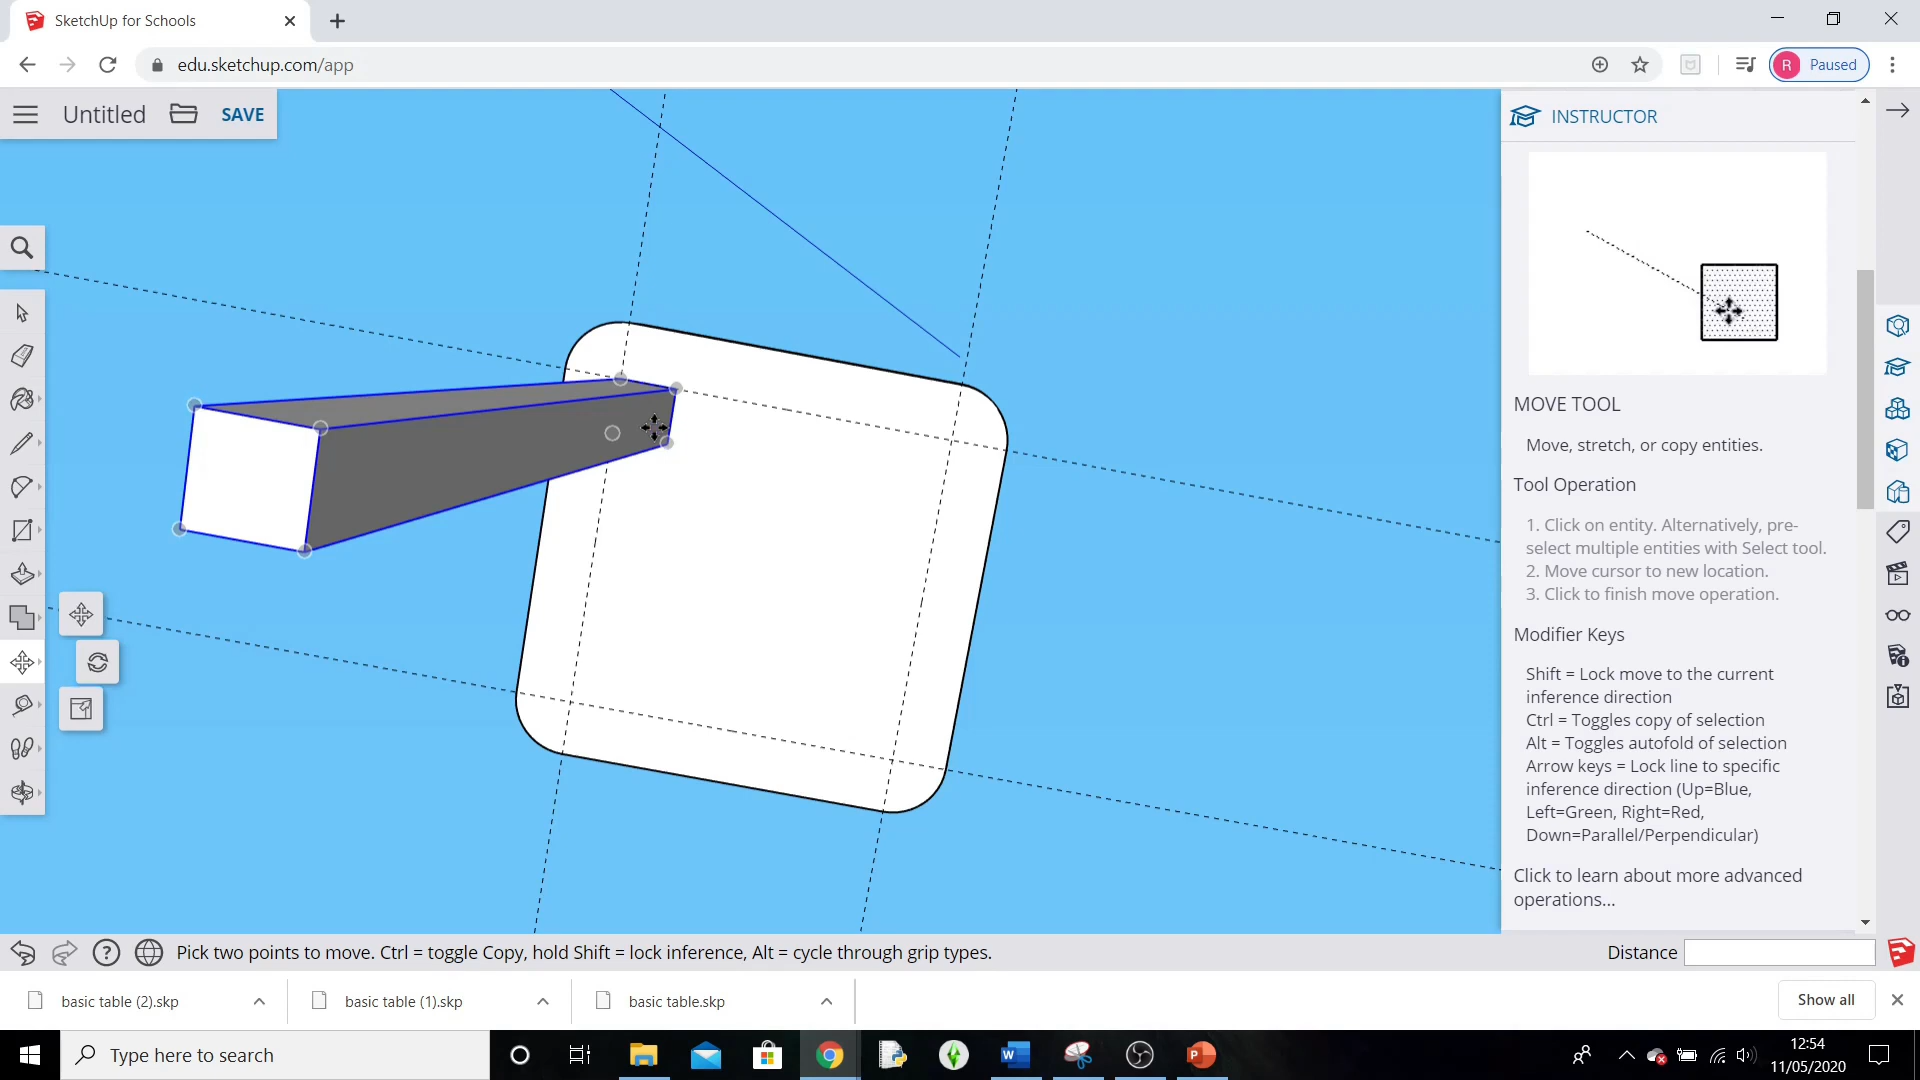 SketchUp for Schools
edu.sketchup.com/app
R Paused
Untitled SAVE
INSTRUCTOR
MOVE TOOL
Move, stretch, or copy entities.
Tool Operation
1. Click on entity. Alternatively, pre-
select multiple entities with Select tool.
2. Move cursor to new location.
3. Click to finish move operation.
Modifier Keys
Shift = Lock move to the current
inference direction
Ctrl = Toggles copy of selection
Alt = Toggles autofold of selection
Arrow keys = Lock line to specific
inference direction (Up=Blue,
Left=Green, Right=Red,
Down=Parallel/Perpendicular)
Click to learn about more advanced
operations...
Pick two points to move. Ctrl = toggle Copy, hold Shift = lock inference, Alt = cycle through grip types.
Distance
basic table (2).skp
basic table (1).skp
basic table.skp
Show all
Type here to search
12:54
11/05/2020